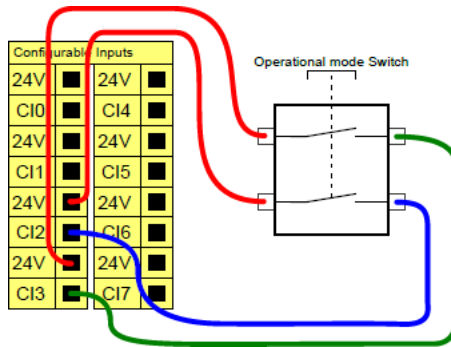 Configurable Inputs
Operational mode Switch
24V 24V
CI0 CI4
24V 24V
CI1 CI5
24V 24V
CI2 CI6
24V 24V
CI3 CI7